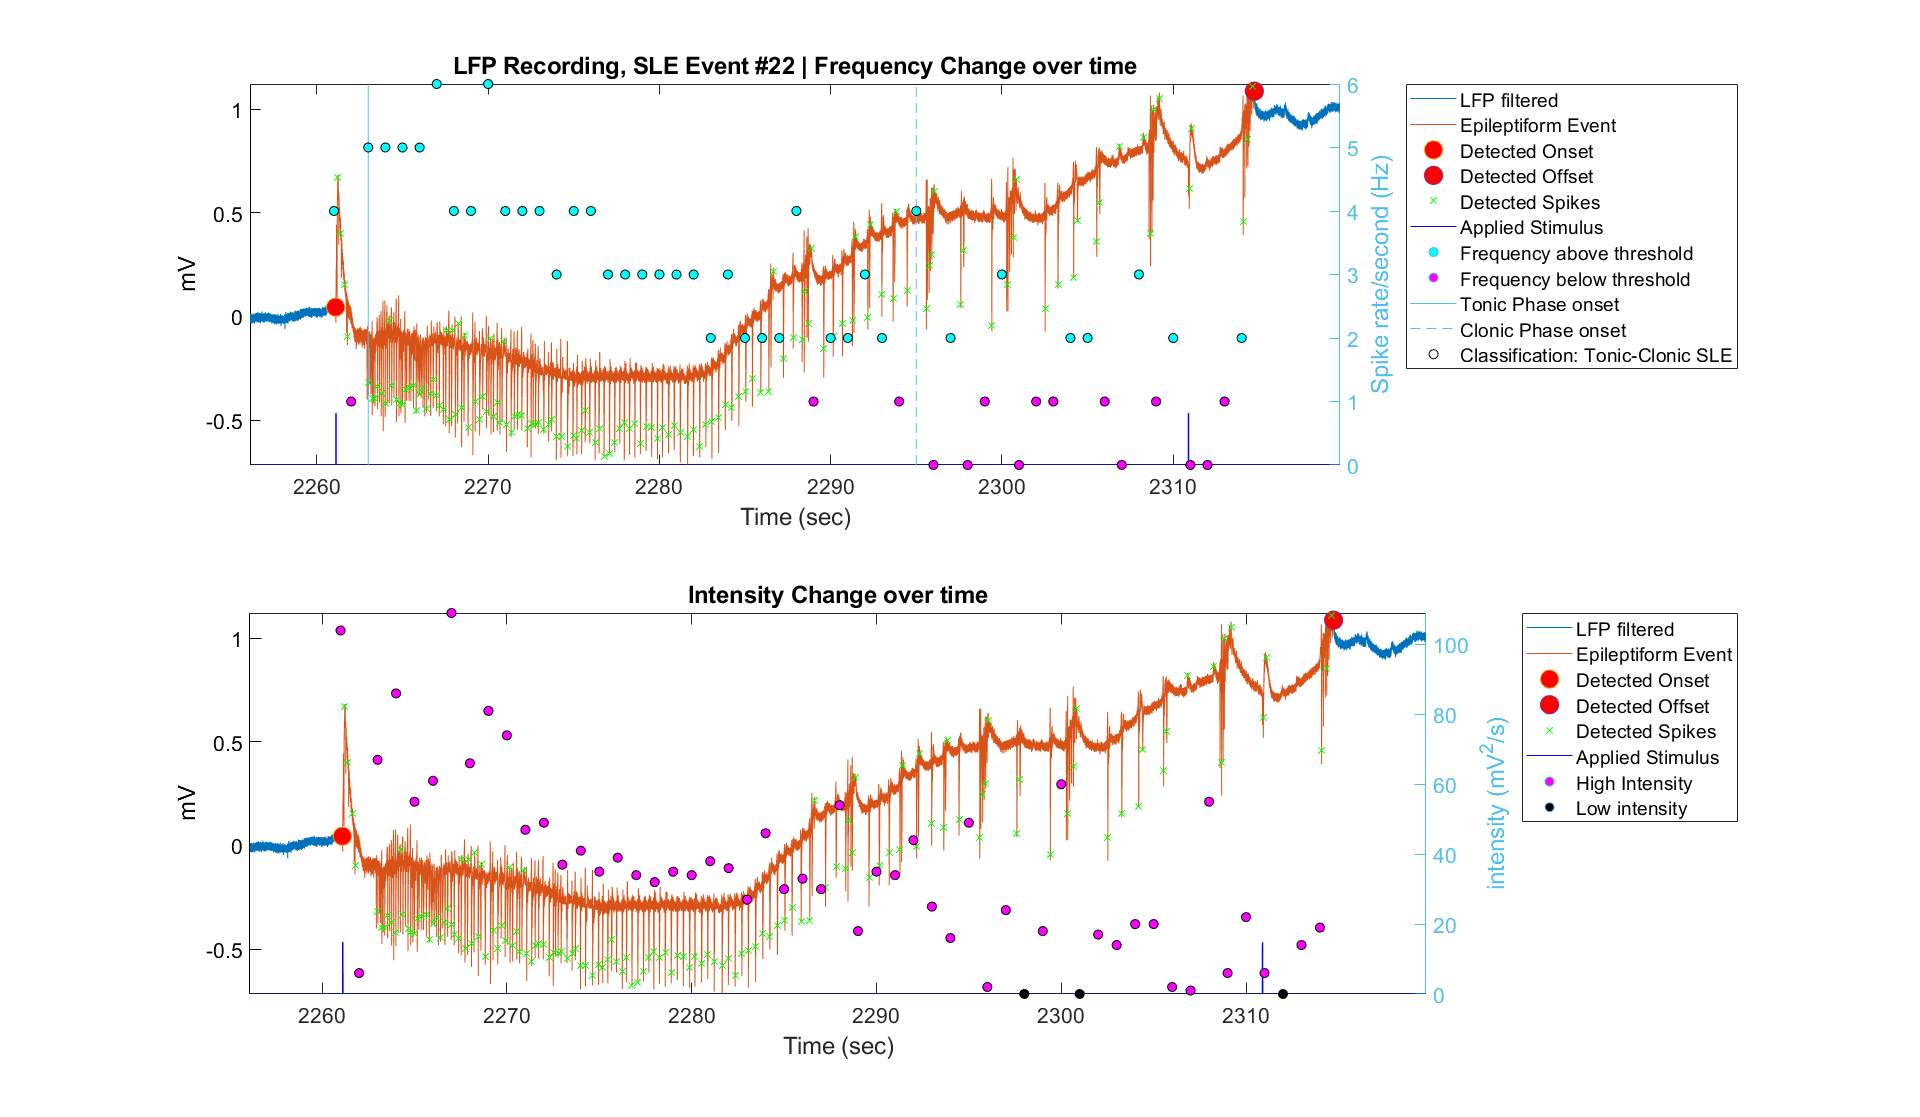 LFP Recording, SLE Event #22 | Frequency Change over time
1
0.5
0
-0.5
mV
2260
2270
2280
2290
2300
2310
Time (sec)
6
5
4
3
2
1
0
Spike rate/second (Hz)
LFP filtered
Epileptiform Event
Detected Onset
Detected Offset
Detected Spikes
Applied Stimulus
Frequency above threshold
Frequency below threshold
Tonic Phase onset
Clonic Phase onset
Classification: Tonic-Clonic SLE
Intensity Change over time
1
0.5
0
-0.5
mV
2260
2270
2280
2290
2300
2310
Time (sec)
100
80
60
40
20
0
intensity (mV²/s)
LFP filtered
Epileptiform Event
Detected Onset
Detected Offset
Detected Spikes
Applied Stimulus
High Intensity
Low intensity